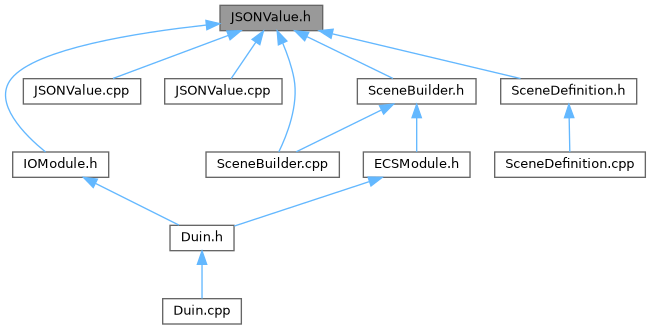 JSONValue.h
JSONValue.cpp
JSONValue.cpp
SceneBuilder.h
SceneDefinition.h
IOModule.h
SceneBuilder.cpp
ECSModule.h
SceneDefinition.cpp
Duin.h
Duin.cpp